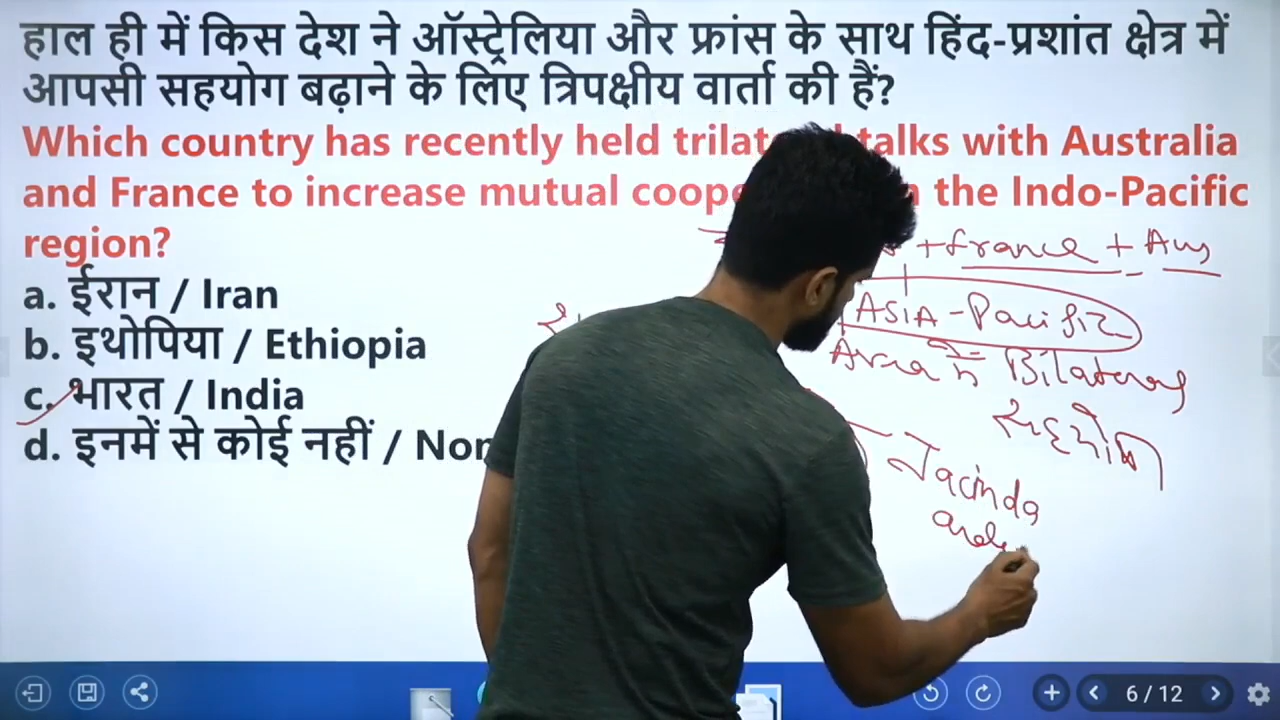 हाल ही में किस देश ने ऑस्ट्रेलिया और फ्रांस के साथ हिंद-प्रशांत क्षेत्र में
आपसी सहयोग बढ़ाने के लिए त्रिपक्षीय वार्ता की हैं?
Which country has recently held trilate talks with Australia
and France to increase mutual coope the Indo-Pacific
region?
+ france + Aus
a. ईरान / Iran
ASIA-Pacific
b. इथोपिया / Ethiopia
Area में Bilateral
c. भारत / India
सहयोग
d. इनमें से कोई नहीं / Non
Jacinda
6 / 12